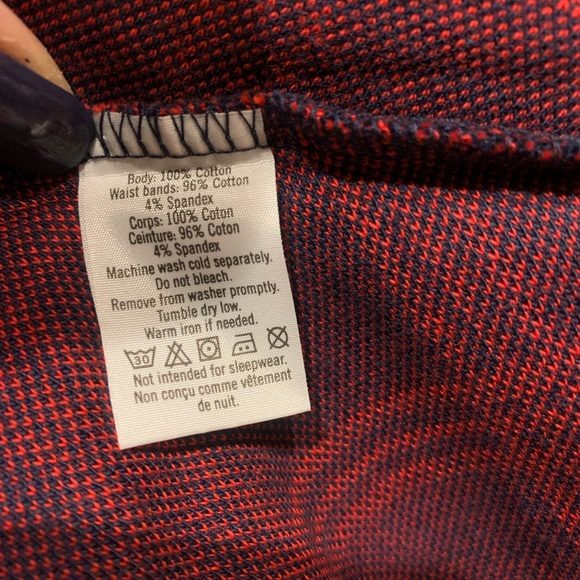 Body: 100% Cotton
Waist bands: 96% Cotton
4% Spandex
Corps: 100% Coton
Ceinture: 96% Coton
4% Spandex
Machine wash cold separately.
Do not bleach.
Remove from washer promptly.
Tumble dry low.
Warm iron if needed.
30
Not intended for sleepwear.
Non conçu comme vêtement
de nuit.